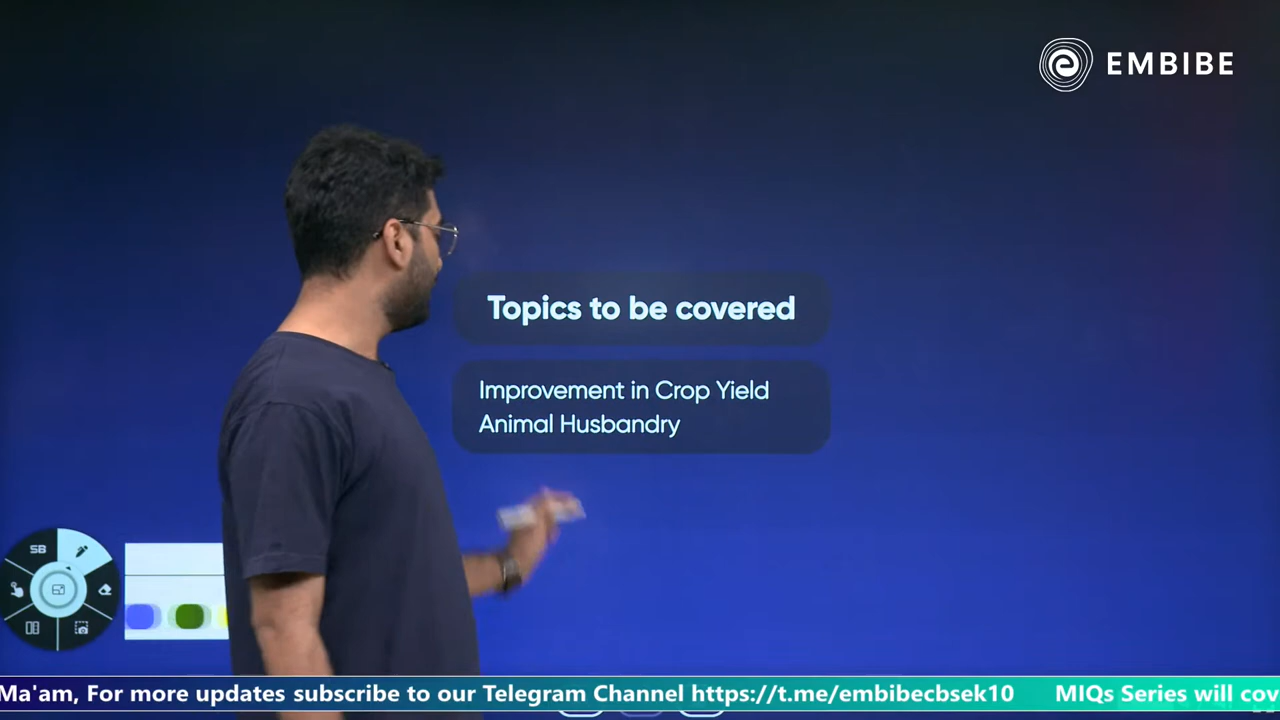 EMBIBE
Topics to be covered
Improvement in Crop Yield
Animal Husbandry
SB
Ma'am, For more updates subscribe to our Telegram Channel https://t.me/embibecbsek10 MIQs Series will cov